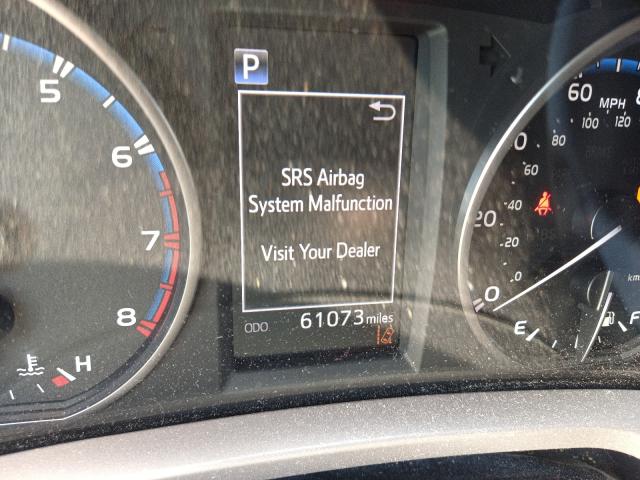 P
SRS Airbag
System Malfunction
Visit Your Dealer
ODO 61073 miles
5
6
7
8
H
60
MPH
100
120
80
60
40
20
20
0
0
km
E
F